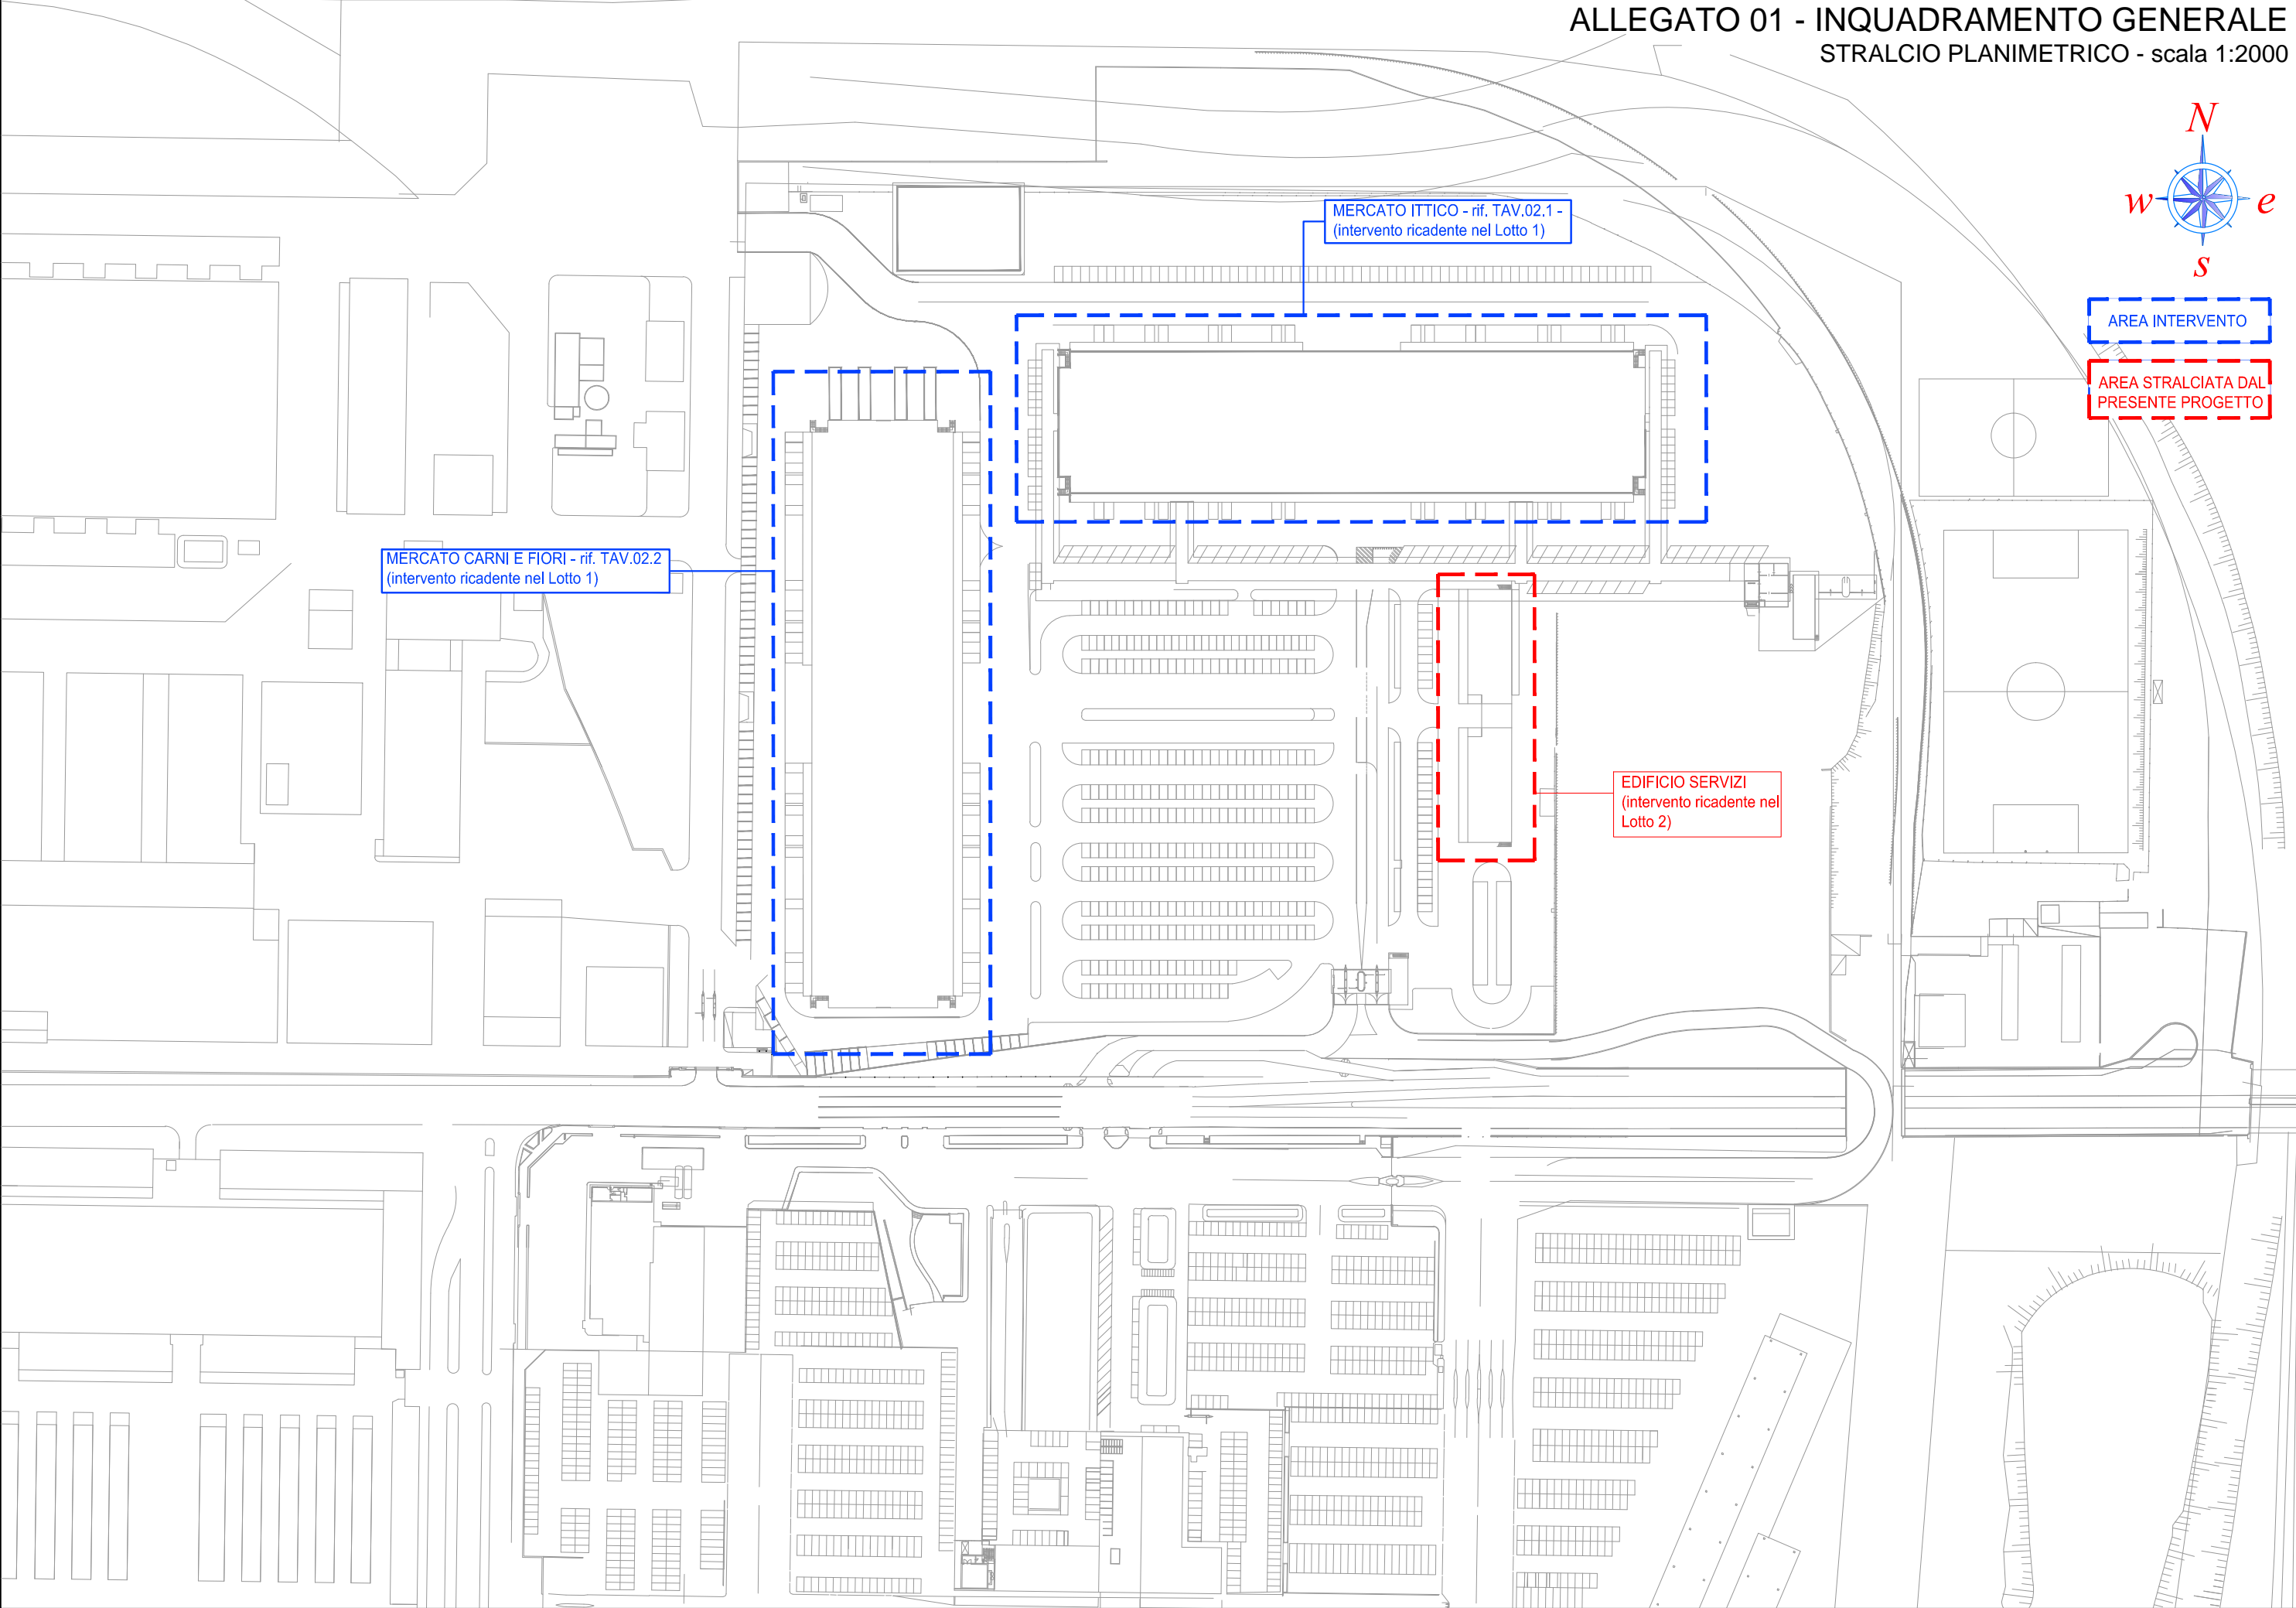 ALLEGATO 01 - INQUADRAMENTO GENERALE
STRALCIO PLANIMETRICO - scala 1:2000
N
w
e
s
MERCATO ITTICO - rif. TAV.02.1 -
(intervento ricadente nel Lotto 1)
AREA INTERVENTO
AREA STRALCIATA DAL
PRESENTE PROGETTO
MERCATO CARNI E FIORI - rif. TAV.02.2
(intervento ricadente nel Lotto 1)
EDIFICIO SERVIZI
(intervento ricadente nel
Lotto 2)